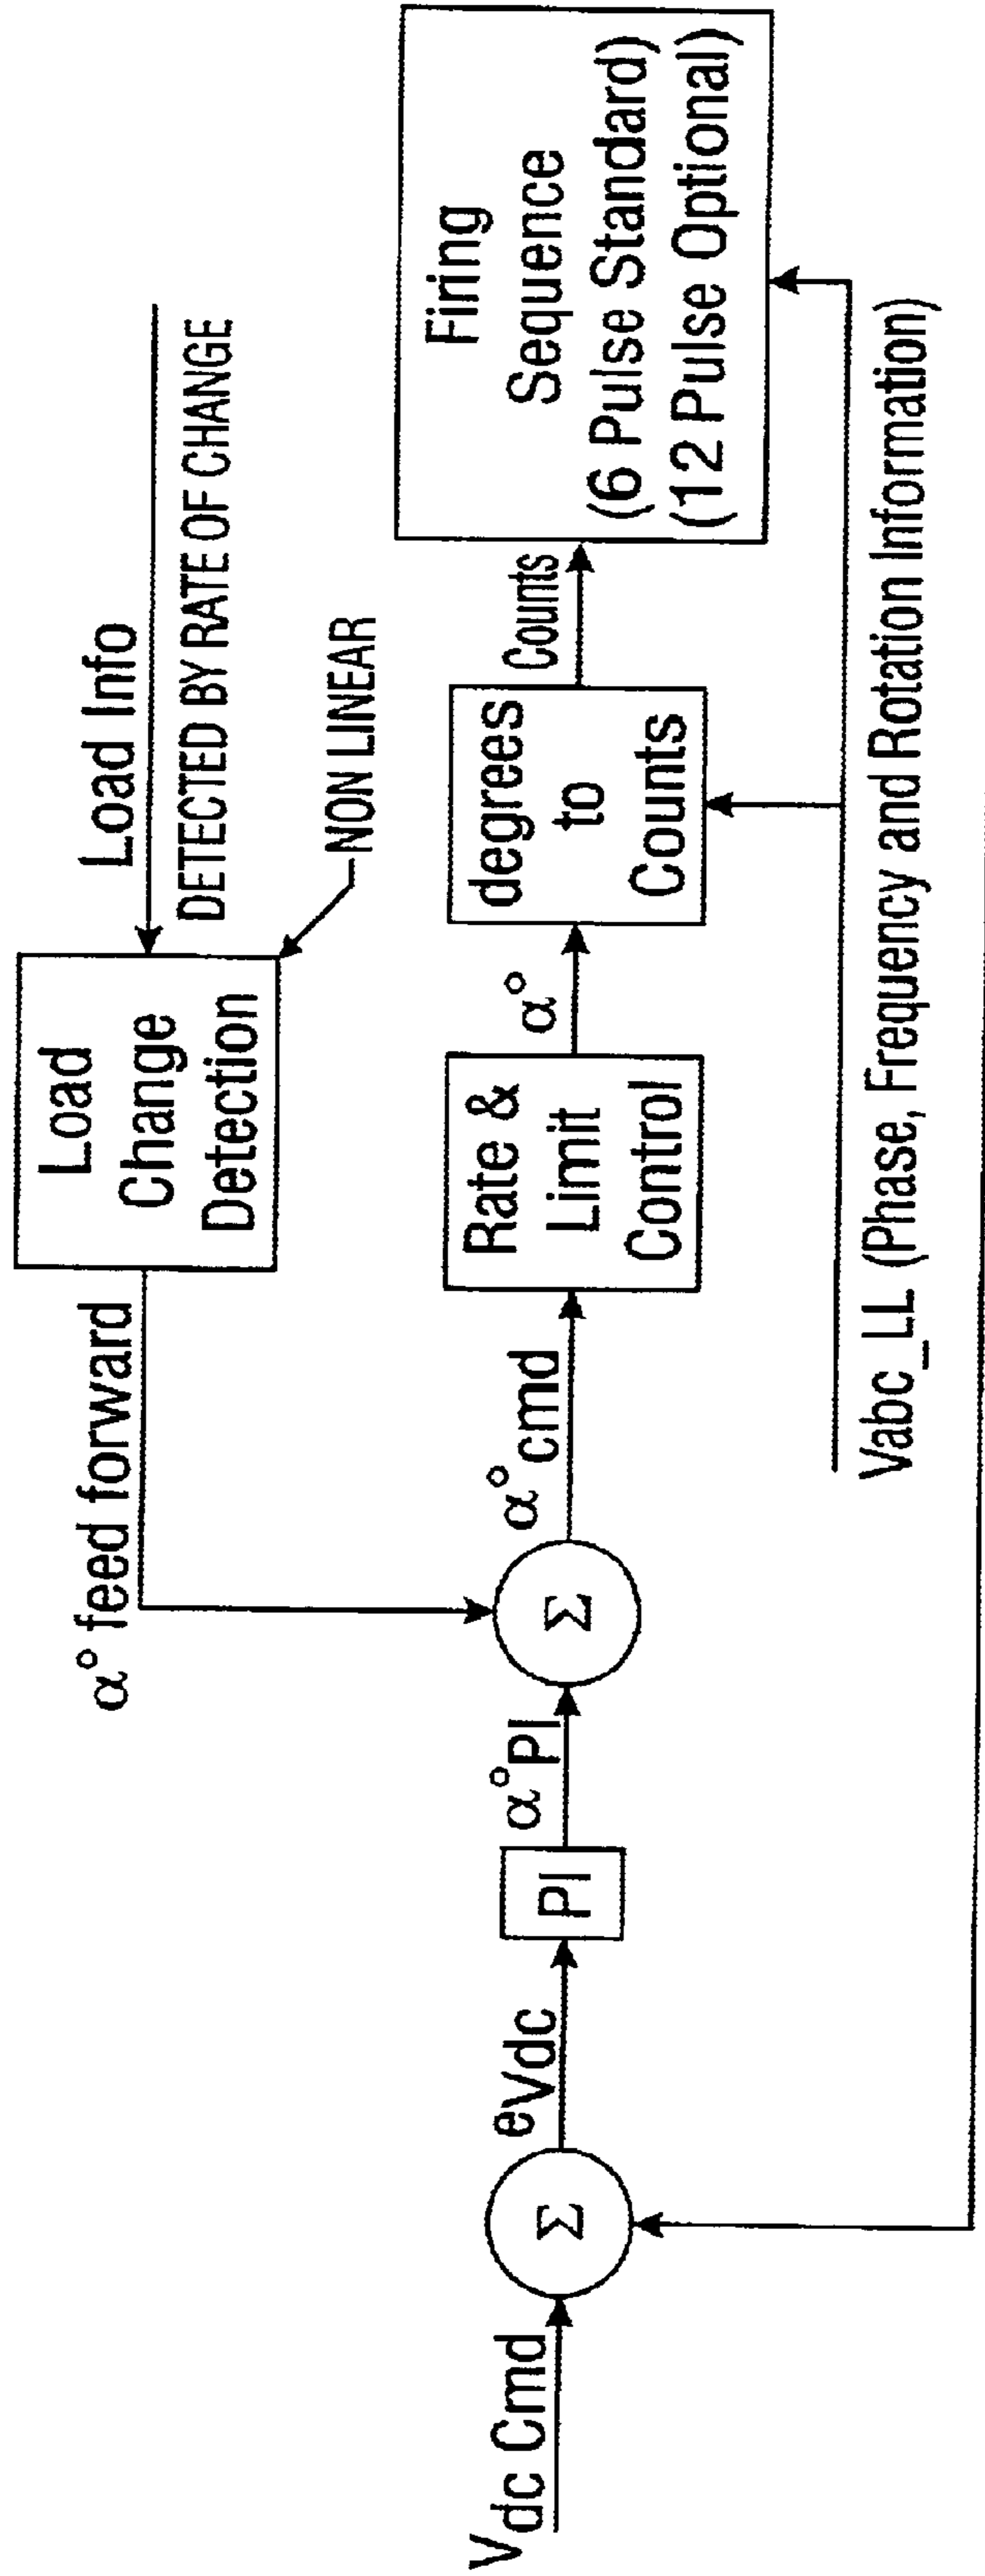 Load Info
DETECTED BY RATE OF CHANGE
NON LINEAR
Load
Change
Detection
α° feed forward
Vdc Cmd
Σ
eVdc
PI
α°PI
Σ
α°cmd
Rate &
Limit
Control
α°
degrees
to
Counts
Counts
Firing
Sequence
(6 Pulse Standard)
(12 Pulse Optional)
Vabc_LL (Phase, Frequency and Rotation Information)